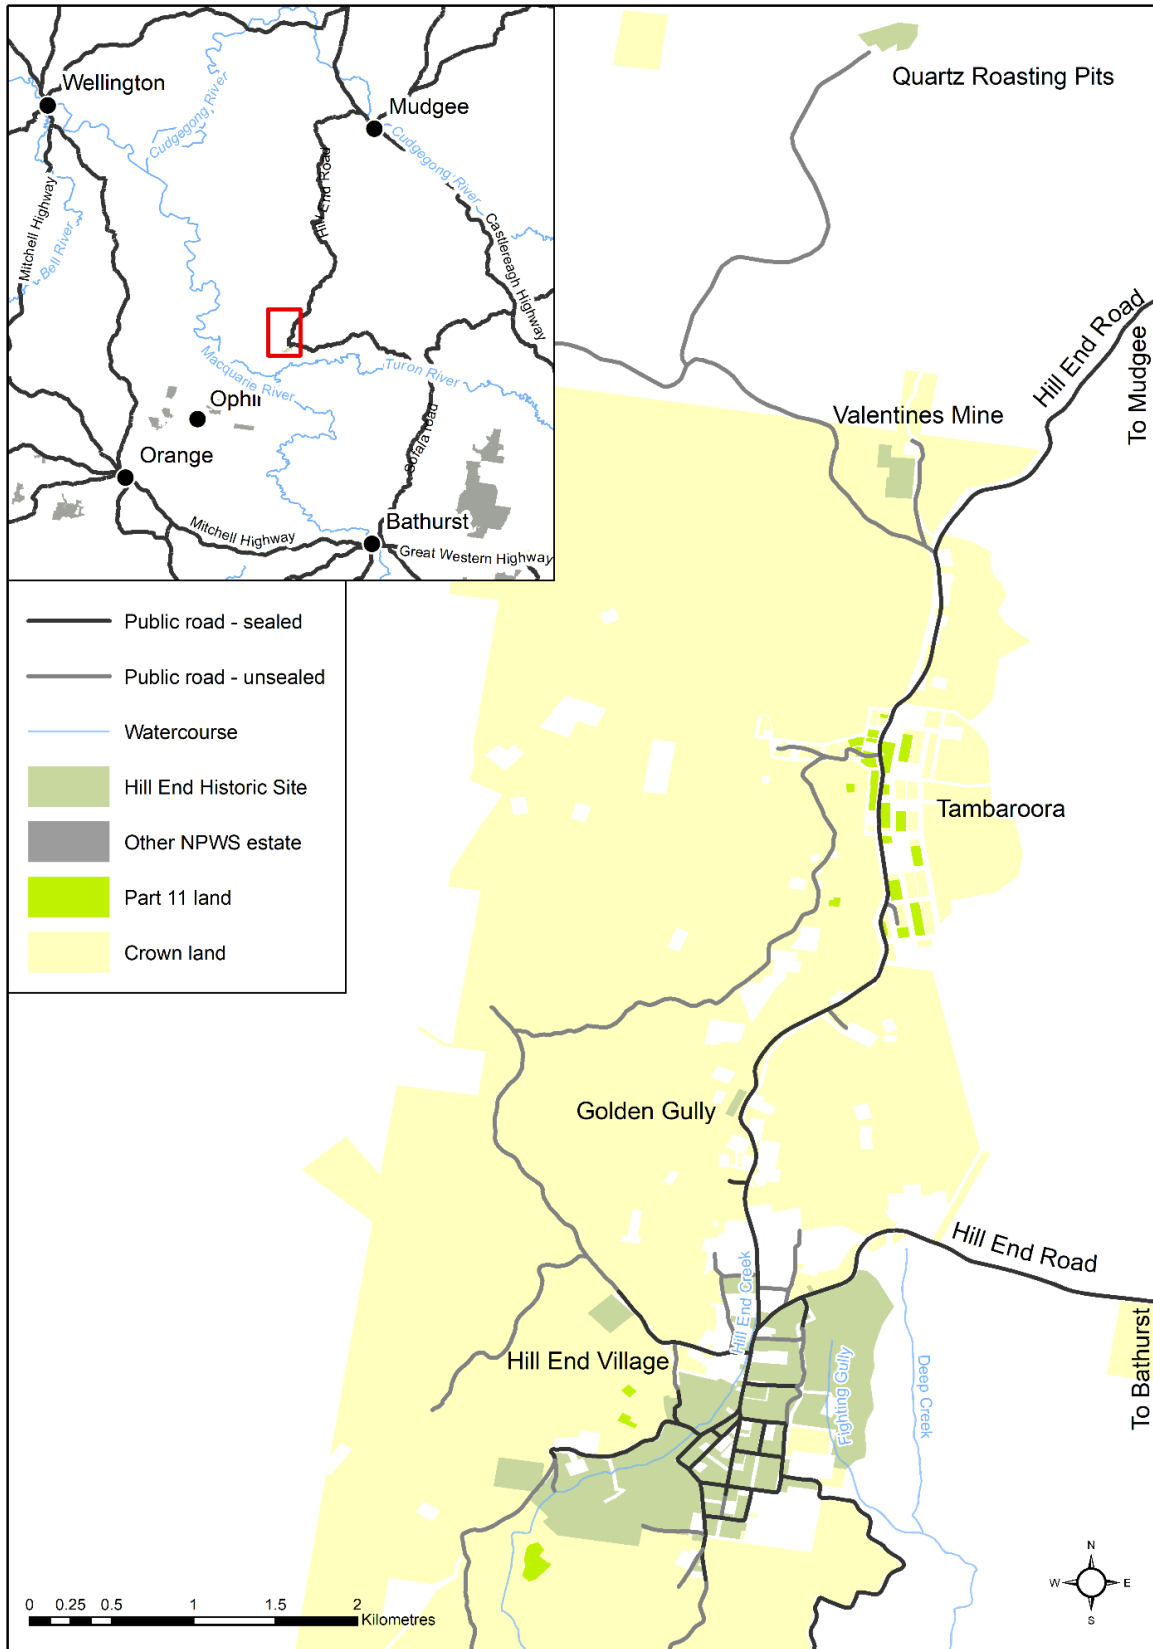 Wellington
Mudgee
Cudgegong River
Cudgegong River
Hill End Road
Mitchell Highway
Bell River
Castlereagh Highway
Macquarie River
Turon River
Ophir
Sofala road
Orange
Mitchell Highway
Bathurst
Great Western Highway
Quartz Roasting Pits
Hill End Road
To Mudgee
Valentines Mine
Public road - sealed
Public road - unsealed
Watercourse
Hill End Historic Site
Other NPWS estate
Part 11 land
Crown land
Tambaroora
Golden Gully
Hill End Road
To Bathurst
Hill End Creek
Hill End Village
Fighting Gully
Deep Creek
N
W E
S
0 0.25 0.5 1 1.5 2
Kilometres